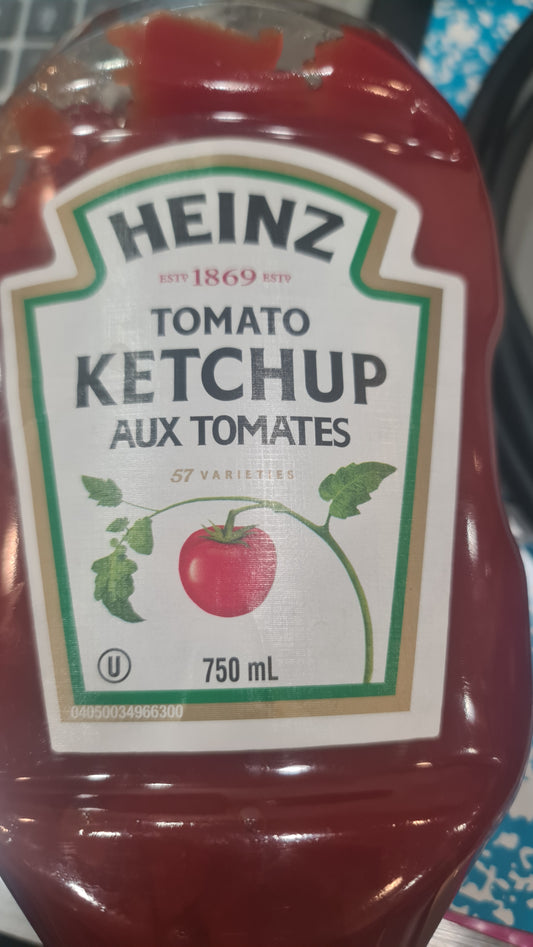 HEINZ
ESTD 1869 ESTD
TOMATO
KETCHUP
AUX TOMATES
57 VARIETIES
U
750 mL
04050034966300